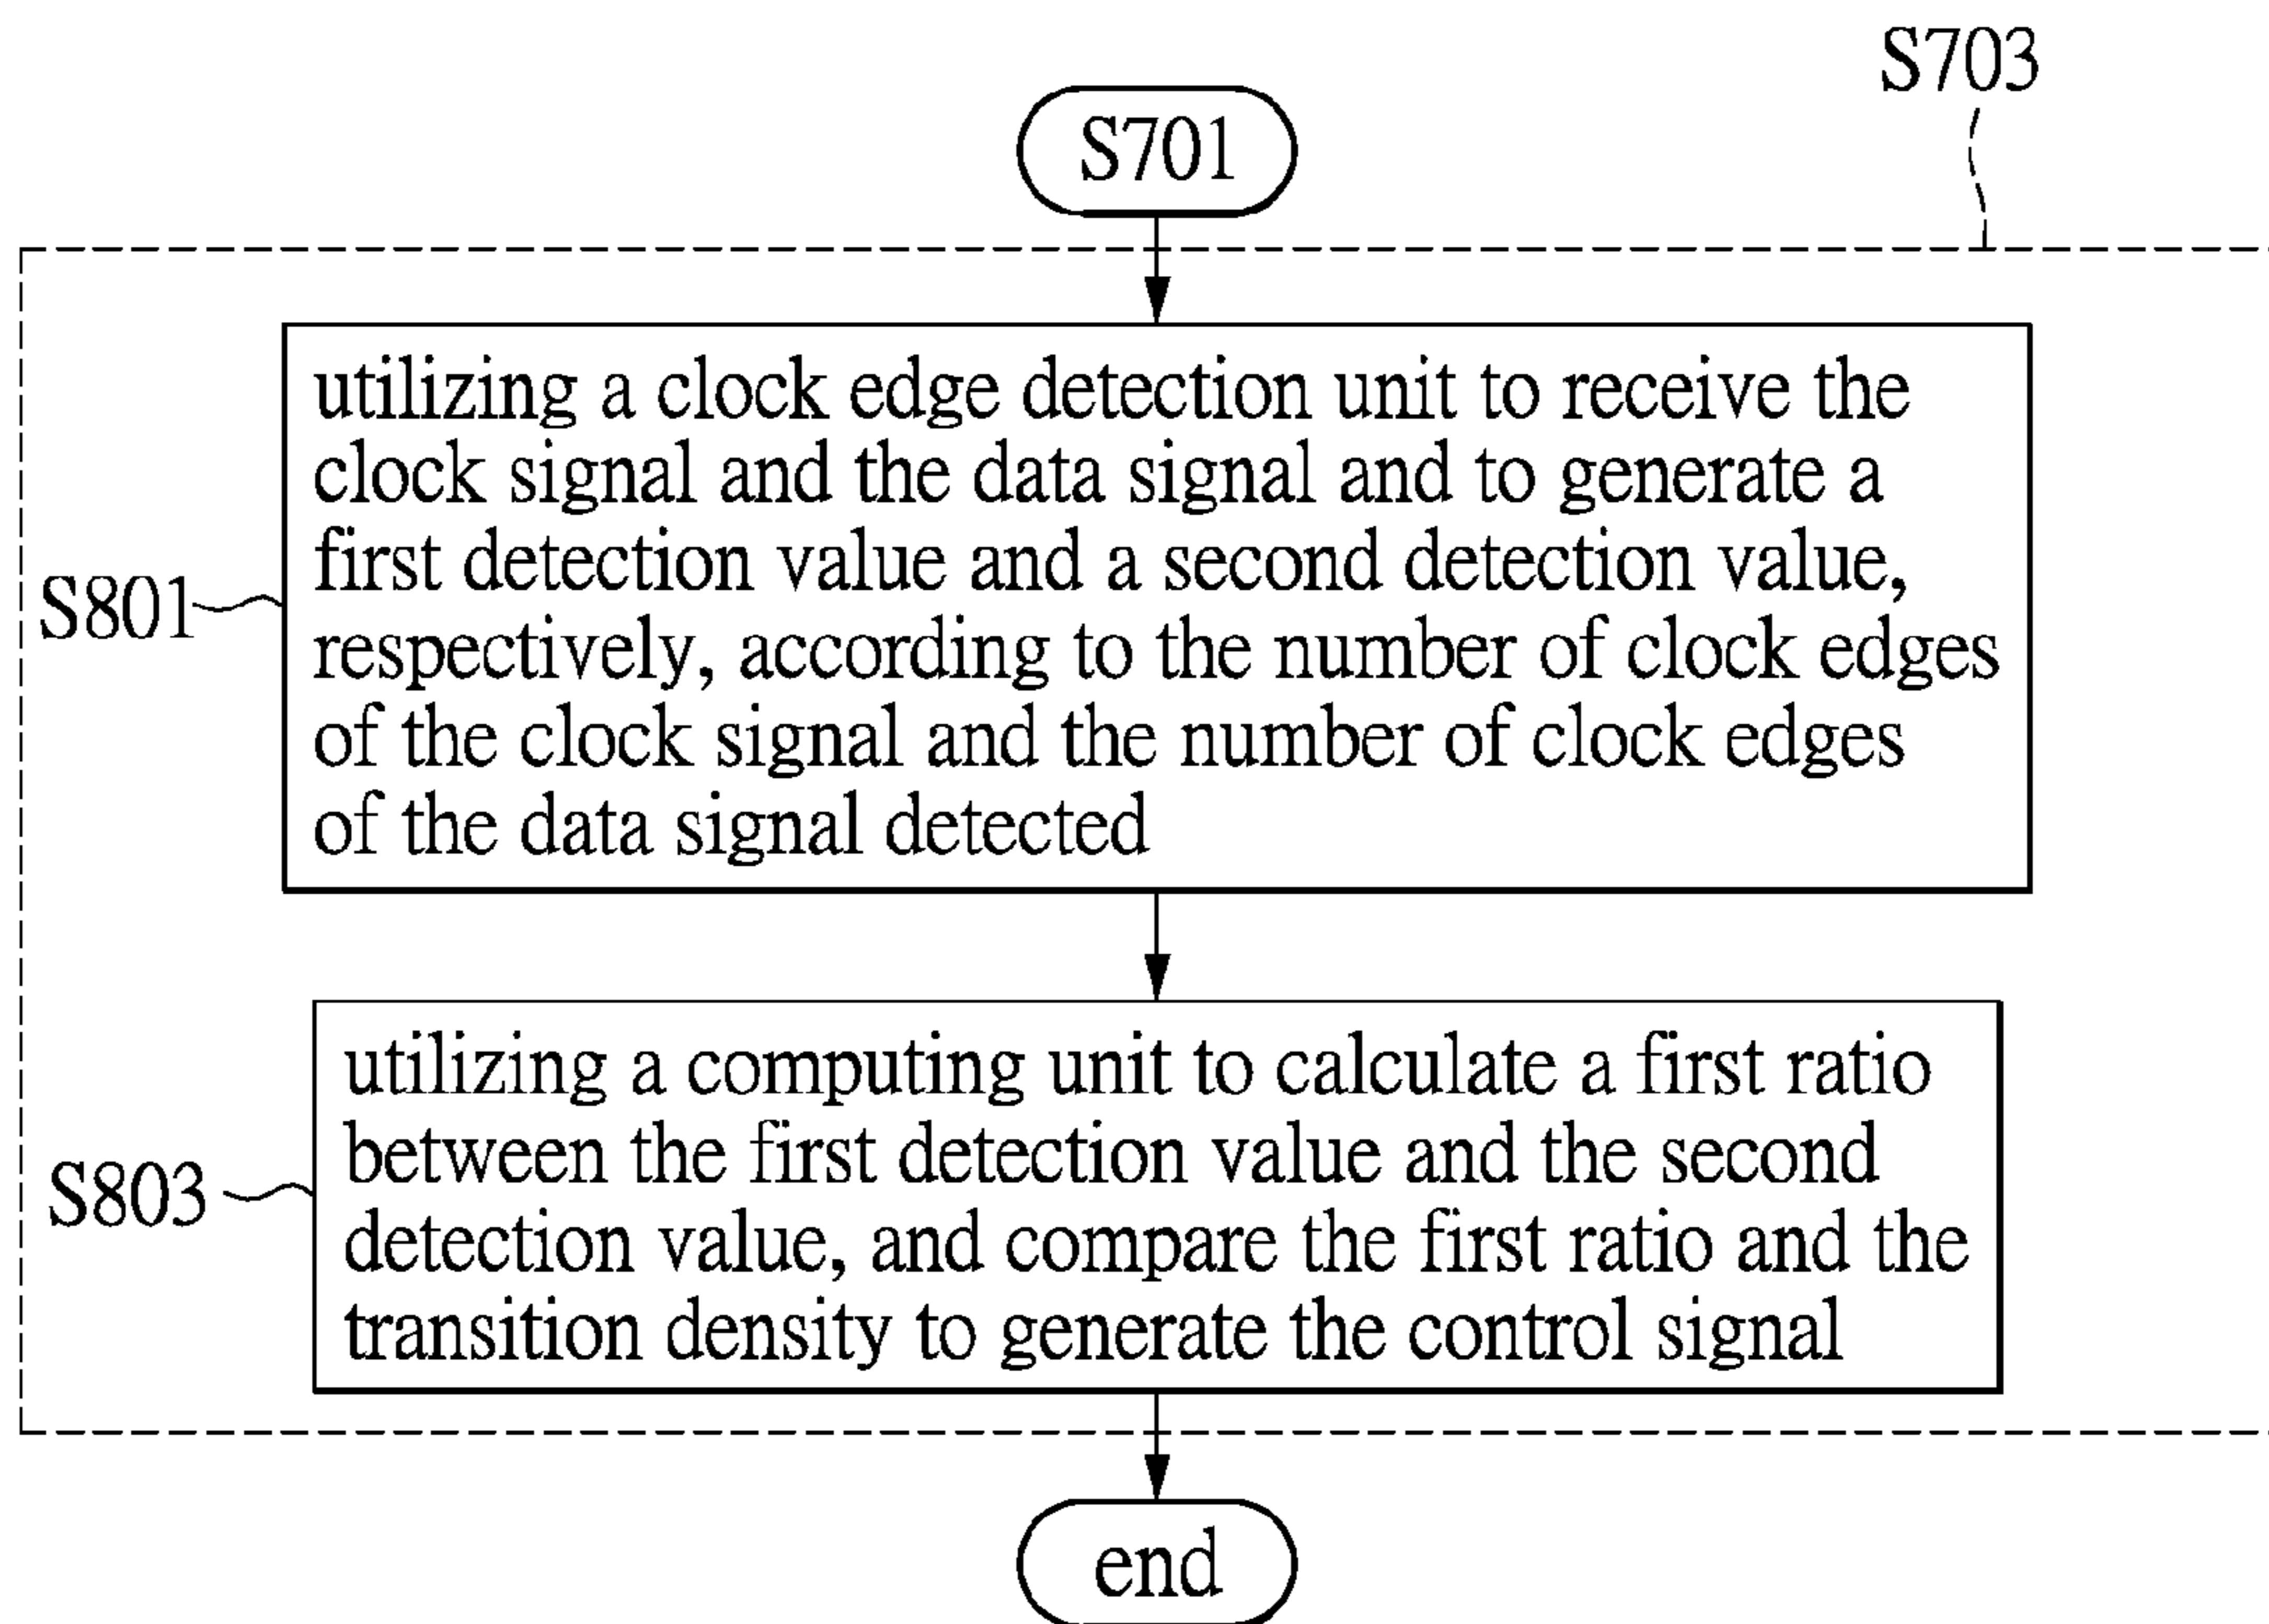 S703
S701
utilizing a clock edge detection unit to receive the
clock signal and the data signal and to generate a
first detection value and a second detection value,
S801
respectively, according to the number of clock edges
of the clock signal and the number of clock edges
of the data signal detected
utilizing a computing unit to calculate a first ratio
between the first detection value and the second
S803
detection value, and compare the first ratio and the
transition density to generate the control signal
end